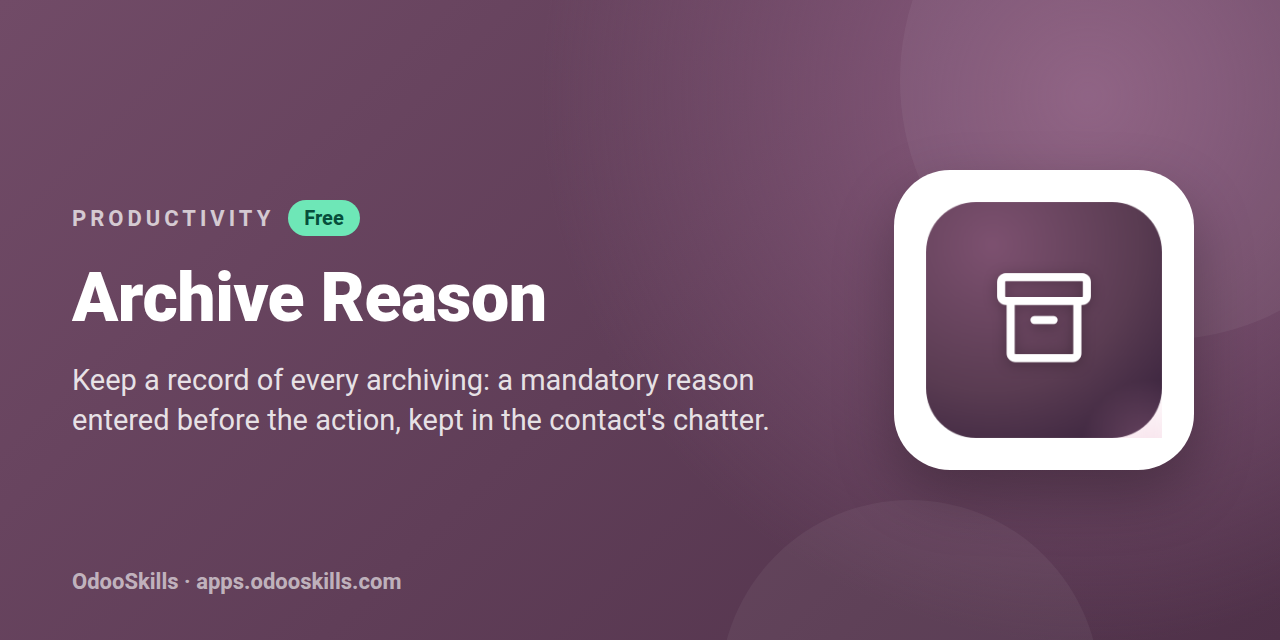 PRODUCTIVITY Free
Archive Reason
Keep a record of every archiving: a mandatory reason
entered before the action, kept in the contact's chatter.
OdooSkills · apps.odooskills.com